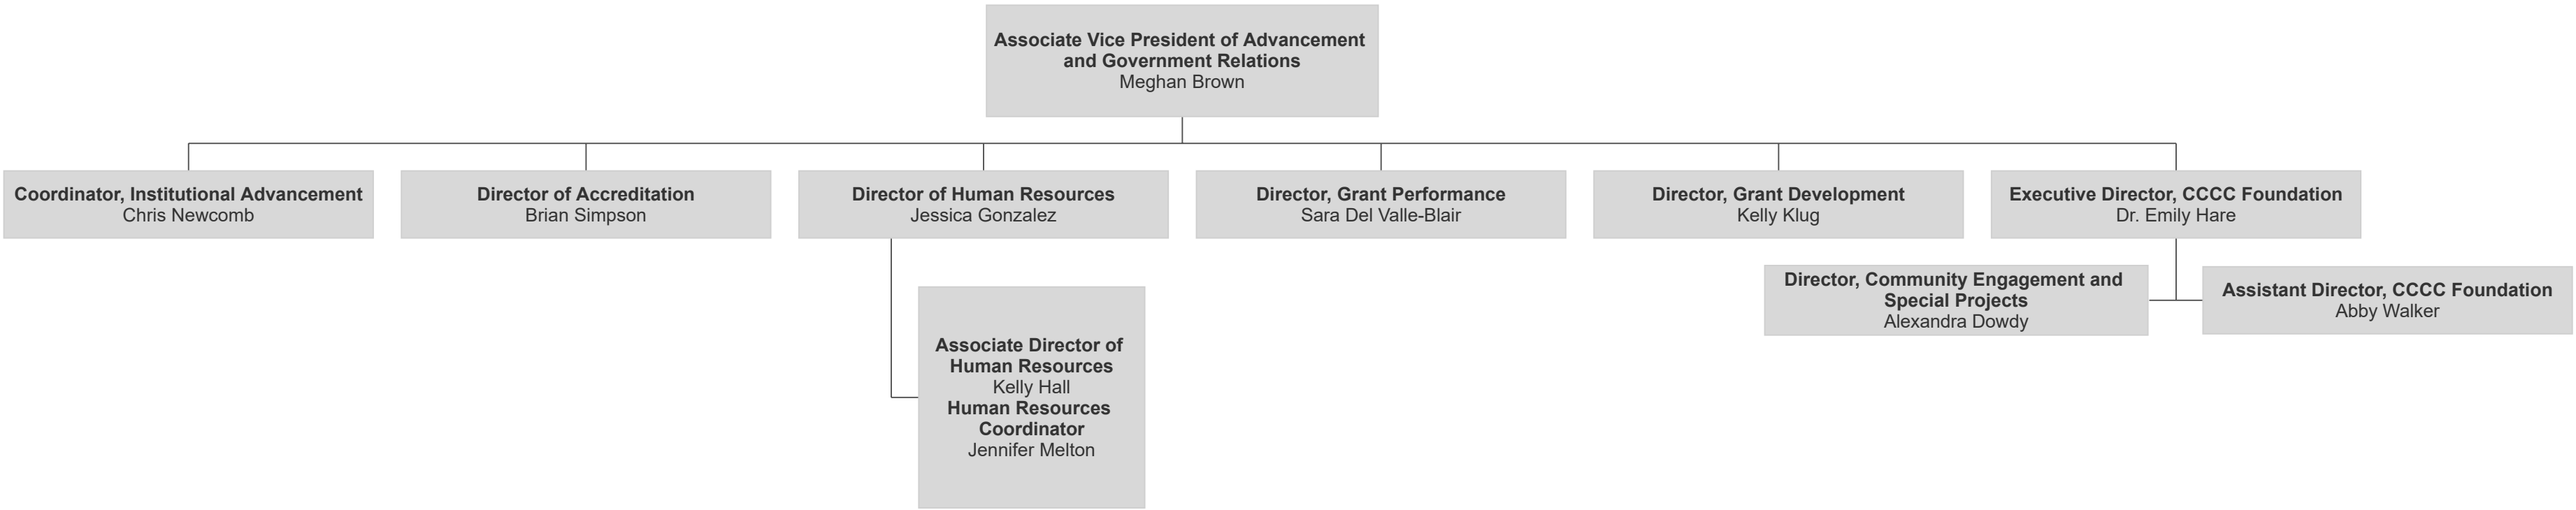 Associate Vice President of Advancement
and Government Relations
Meghan Brown
Coordinator, Institutional Advancement
Chris Newcomb
Director of Accreditation
Brian Simpson
Director of Human Resources
Jessica Gonzalez
Director, Grant Performance
Sara Del Valle-Blair
Director, Grant Development
Kelly Klug
Executive Director, CCCC Foundation
Dr. Emily Hare
Associate Director of
Human Resources
Kelly Hall
Human Resources
Coordinator
Jennifer Melton
Director, Community Engagement and
Special Projects
Alexandra Dowdy
Assistant Director, CCCC Foundation
Abby Walker